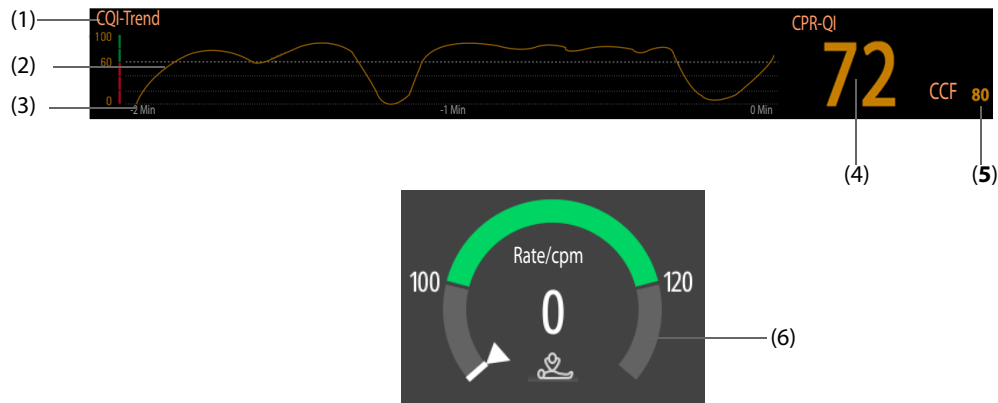 (1)
CQI-Trend
CPR-QI
100
(2)
60
72
CCF 80
(3)
0
-2 Min
-1 Min
0 Min
(4)
(5)
Rate/cpm
100
120
0
(6)